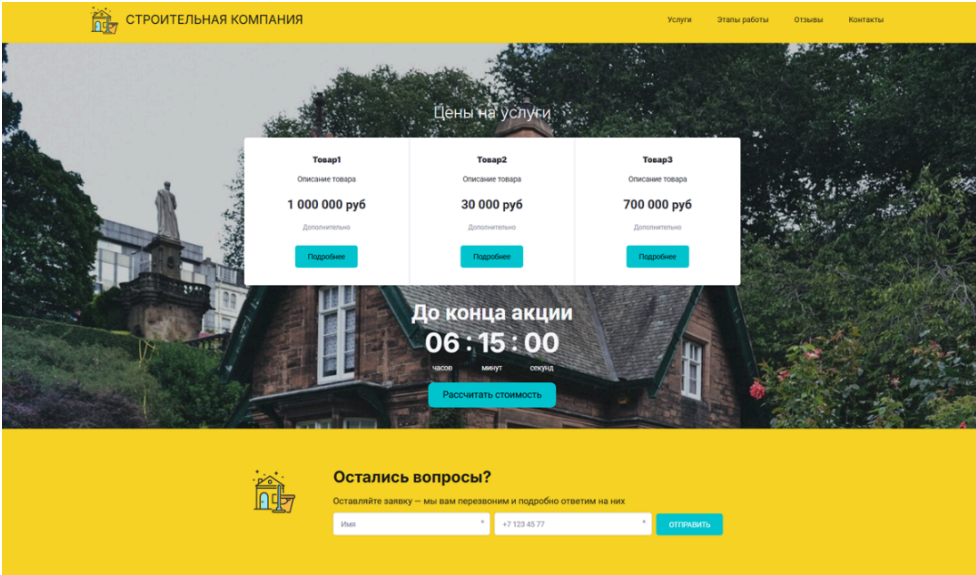 СТРОИТЕЛЬНАЯ КОМПАНИЯ
Услуги Этапы работы Отзывы Контакты
Цены на услуги
Товар1 Товар2 Товар3
Описание товара Описание товара Описание товара
1 000 000 руб 30 000 руб 700 000 руб
Дополнительно Дополнительно Дополнительно
Подробнее Подробнее Подробнее
До конца акции
06 : 15 : 00
часов минут секунд
Рассчитать стоимость
Остались вопросы?
Оставляйте заявку — мы вам перезвоним и подробно ответим на них
Имя * +7 123 45 77 * ОТПРАВИТЬ